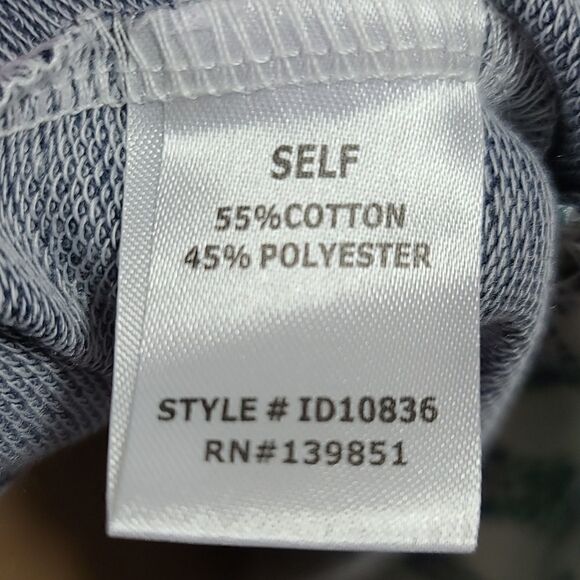 SELF
55%COTTON
45% POLYESTER
STYLE # ID10836
RN#139851